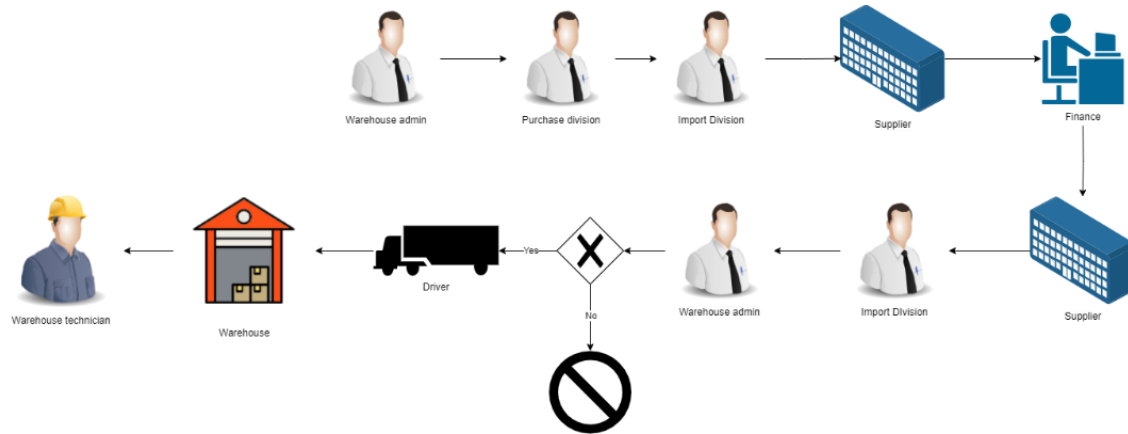 Warehouse admin
Purchase division
Import Division
Supplier
Finance
Warehouse technician
Warehouse
Driver
Yes
No
Warehouse admin
Import DIvision
Supplier